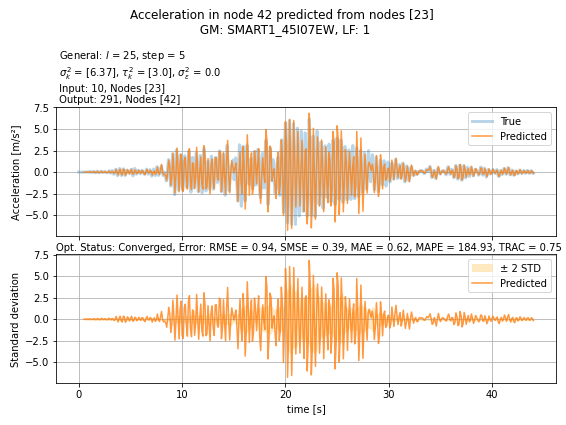 Acceleration in node 42 predicted from nodes [23]
GM: SMART1_45I07EW, LF: 1
General: l = 25, step = 5
σ²ₖ = [6.37], τ²ₖ = [3.0], σ²ε = 0.0
Input: 10, Nodes [23]
Output: 291, Nodes [42]
7.5
5.0
2.5
0.0
−2.5
−5.0
Acceleration [m/s²]
True
Predicted
Opt. Status: Converged, Error: RMSE = 0.94, SMSE = 0.39, MAE = 0.62, MAPE = 184.93, TRAC = 0.75
7.5
5.0
2.5
0.0
−2.5
−5.0
Standard deviation
± 2 STD
Predicted
0 10 20 30 40
time [s]